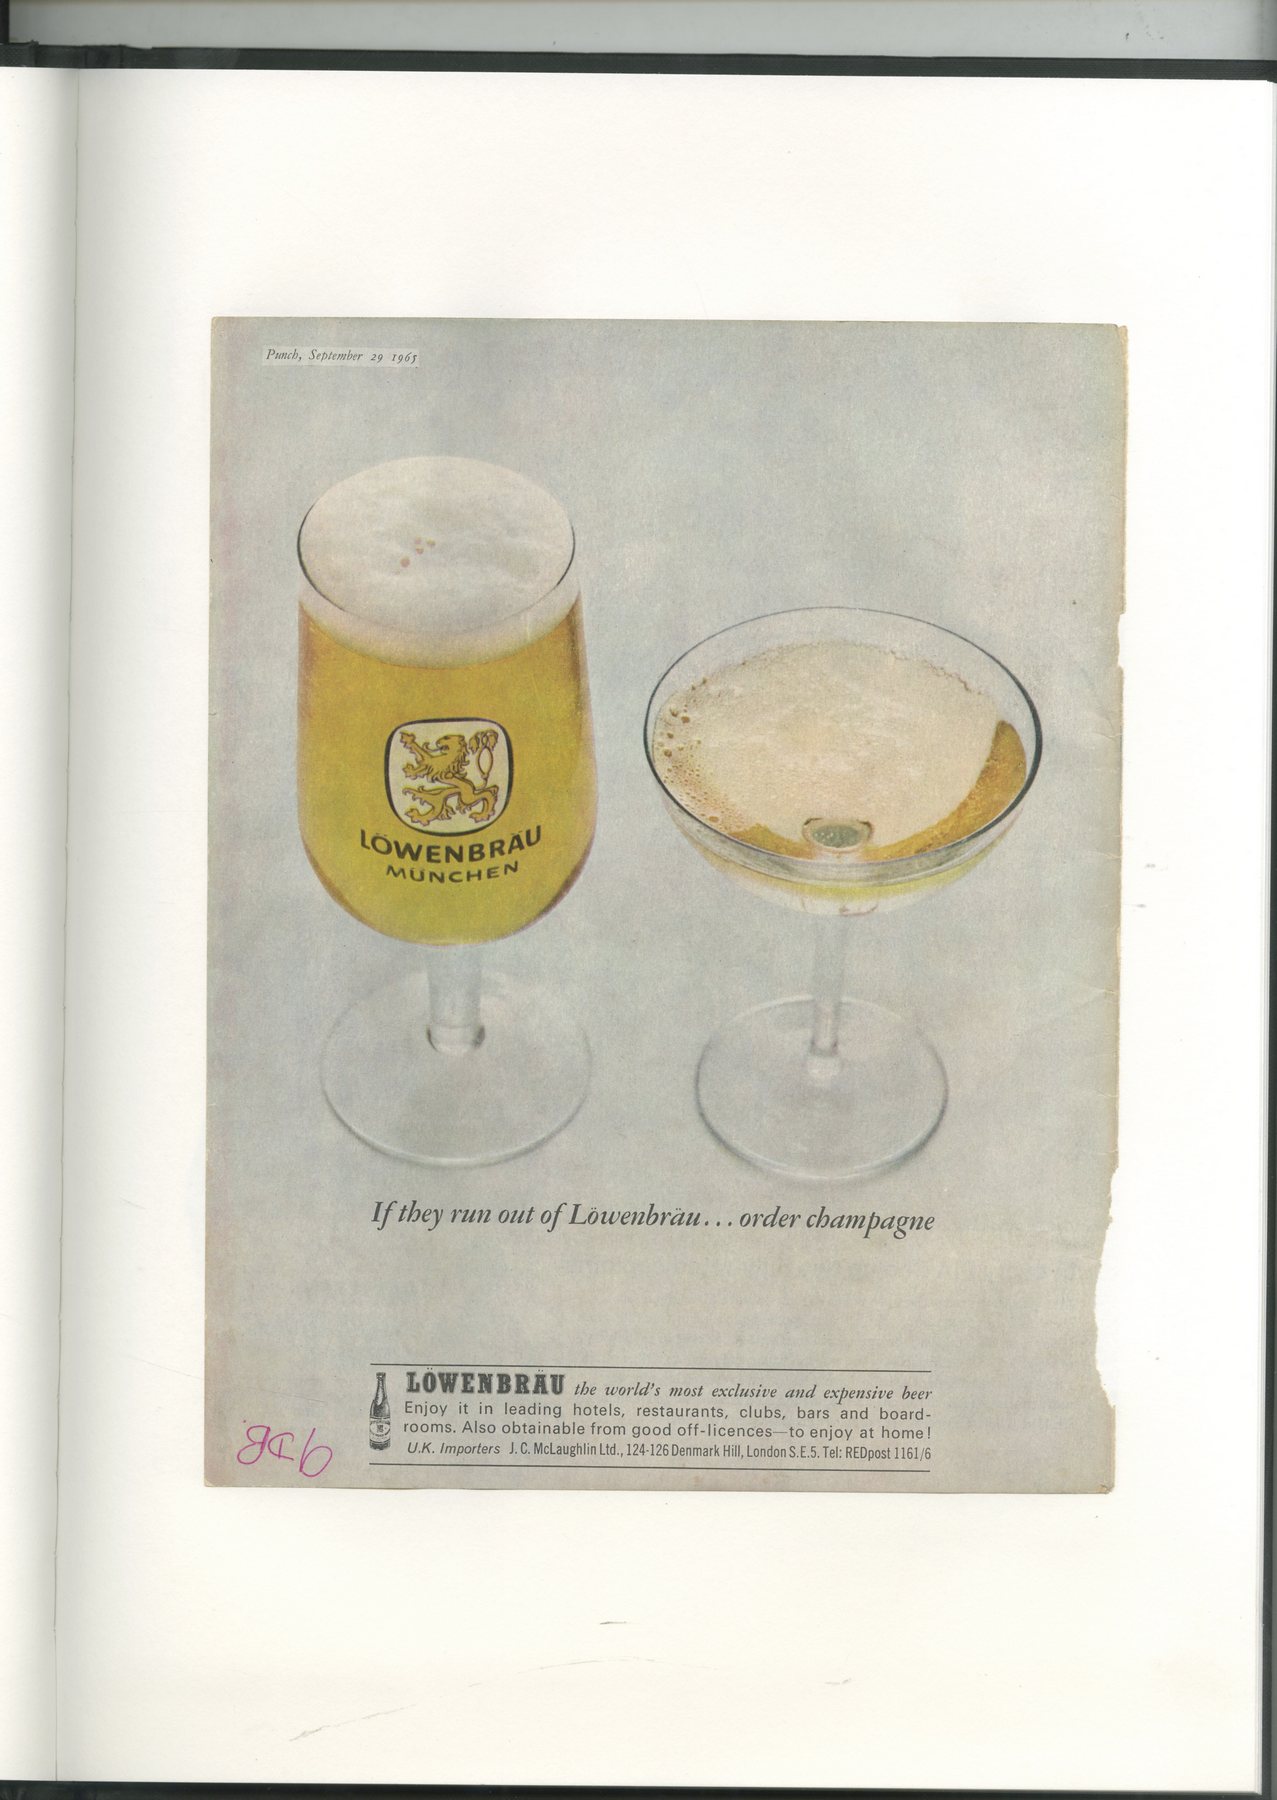 Punch, September 29 1965
LÖWENBRÄU
MÜNCHEN
If they run out of Löwenbräu... order champagne
LÖWENBRÄU the world's most exclusive and expensive beer
Enjoy it in leading hotels, restaurants, clubs, bars and board-
rooms. Also obtainable from good off-licences—to enjoy at home!
U.K. Importers J. C. McLaughlin Ltd., 124-126 Denmark Hill, London S.E.5. Tel: REDpost 1161/6